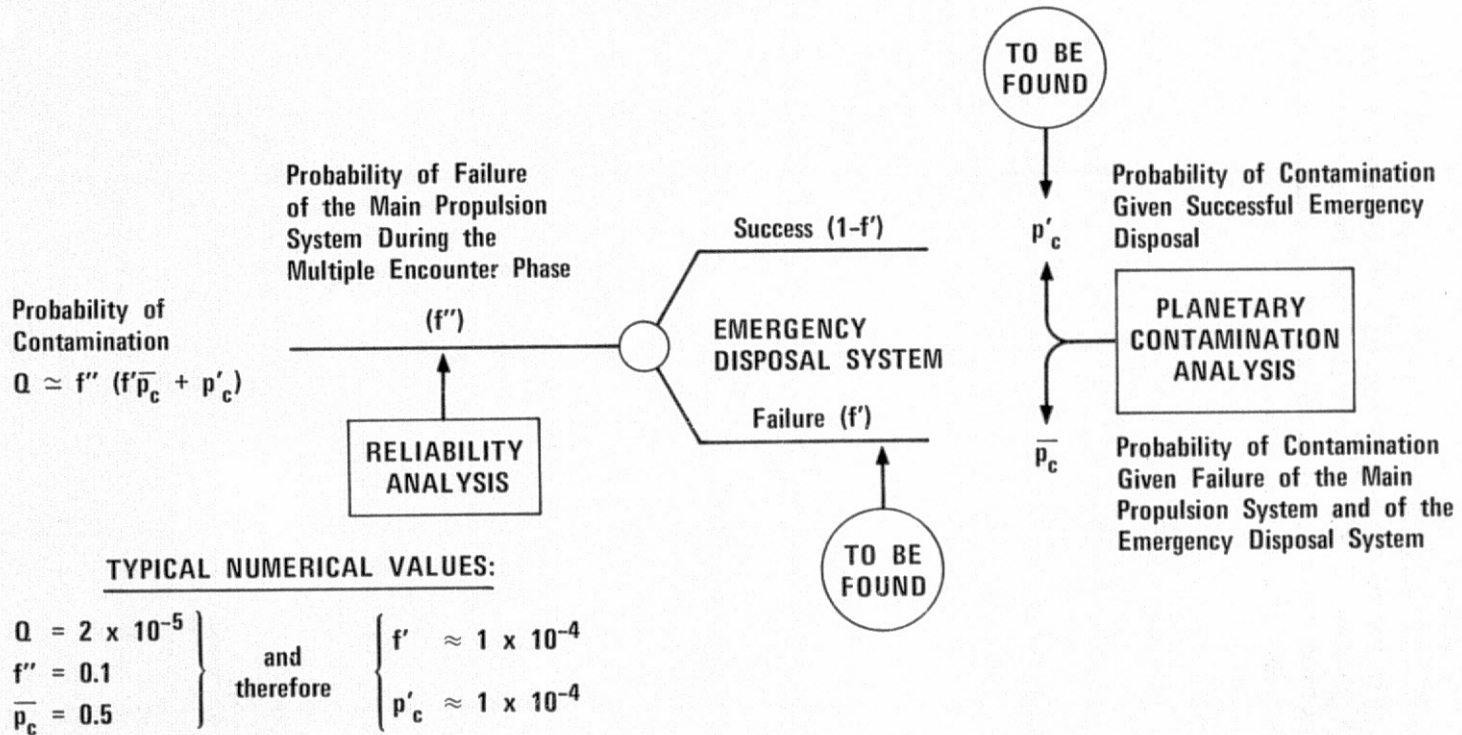 TO BE
FOUND
Probability of Failure
of the Main Propulsion
System During the
Multiple Encounter Phase
(f'')
Probability of
Contamination
Q ≃ f'' (f'p̅c + p'c)
RELIABILITY
ANALYSIS
Success (1-f')
EMERGENCY
DISPOSAL SYSTEM
Failure (f')
TO BE
FOUND
Probability of Contamination
Given Successful Emergency
Disposal
p'c
PLANETARY
CONTAMINATION
ANALYSIS
p̅c
Probability of Contamination
Given Failure of the Main
Propulsion System and of the
Emergency Disposal System
TYPICAL NUMERICAL VALUES:
Q = 2 x 10⁻⁵
f'' = 0.1
p̅c = 0.5
and
therefore
f' ≈ 1 x 10⁻⁴
p'c ≈ 1 x 10⁻⁴